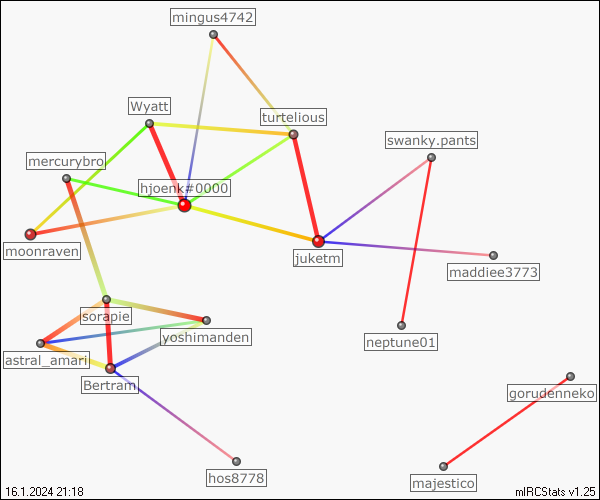 mingus4742
Wyatt
turtelious
swanky.pants
mercurybro
hjoenk#0000
moonraven
juketm
maddiee3773
sorapie
yoshimanden
neptune01
astral_amari
Bertram
gorudenneko
hos8778
majestico
16.1.2024 21:18
mIRCStats v1.25